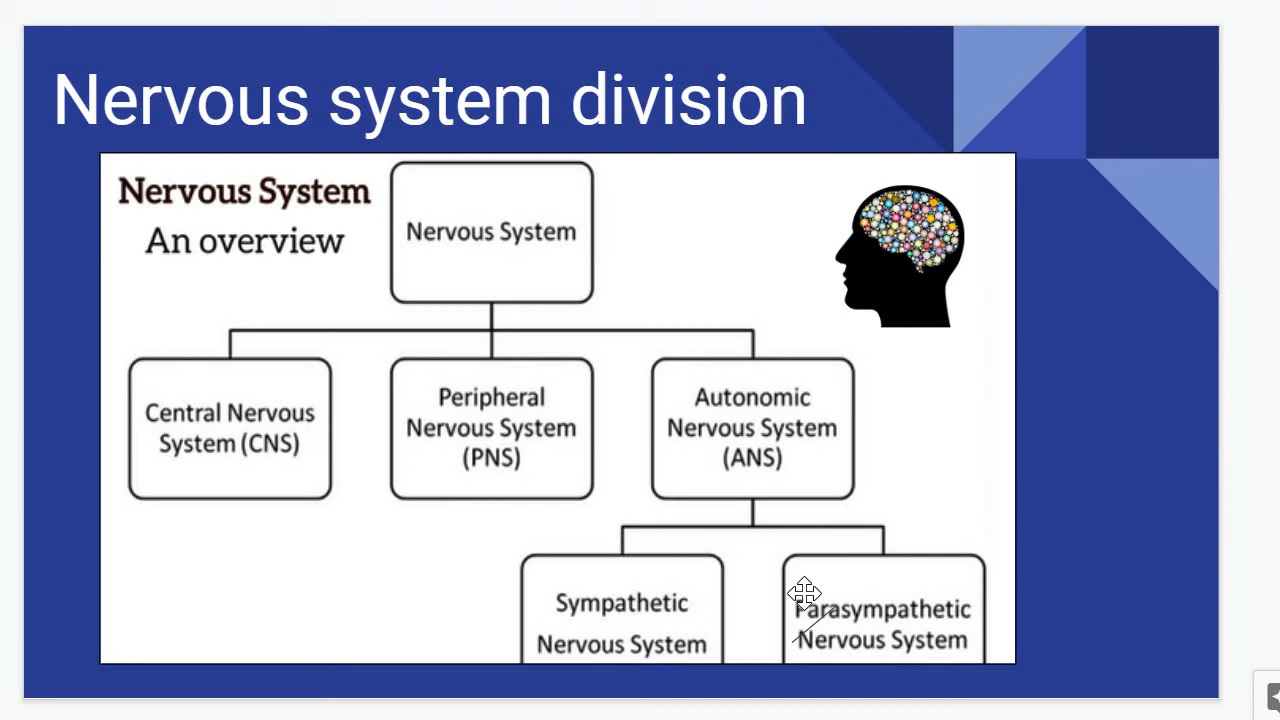 Nervous system division
Nervous System
An overview
Nervous System
Central Nervous
System (CNS)
Peripheral
Nervous System
(PNS)
Autonomic
Nervous System
(ANS)
Sympathetic
Nervous System
Parasympathetic
Nervous System